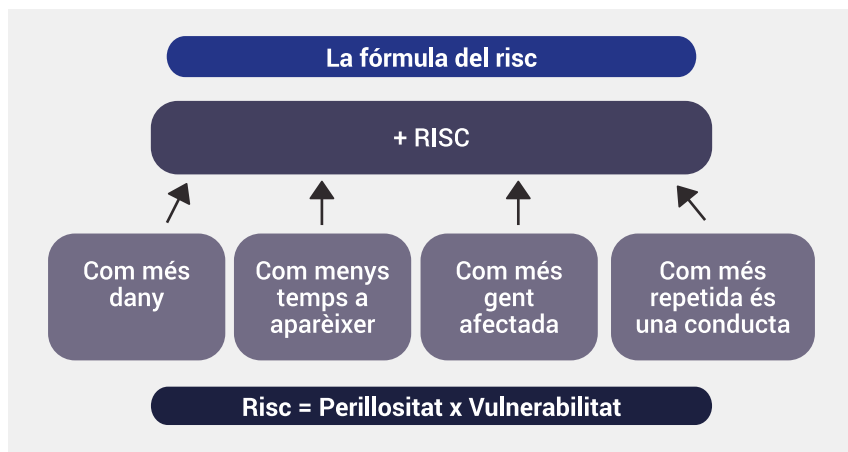 La fórmula del risc
+ RISC
Com més
dany
Com menys
temps a
aparèixer
Com més
gent
afectada
Com més
repetida és
una conducta
Risc = Perillositat x Vulnerabilitat